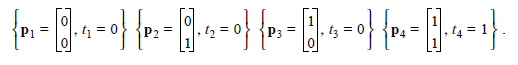 {p₁ = [0 0], t₁ = 0} {p₂ = [0 1], t₂ = 0} {p₃ = [1 0], t₃ = 0} {p₄ = [1 1], t₄ = 1} .